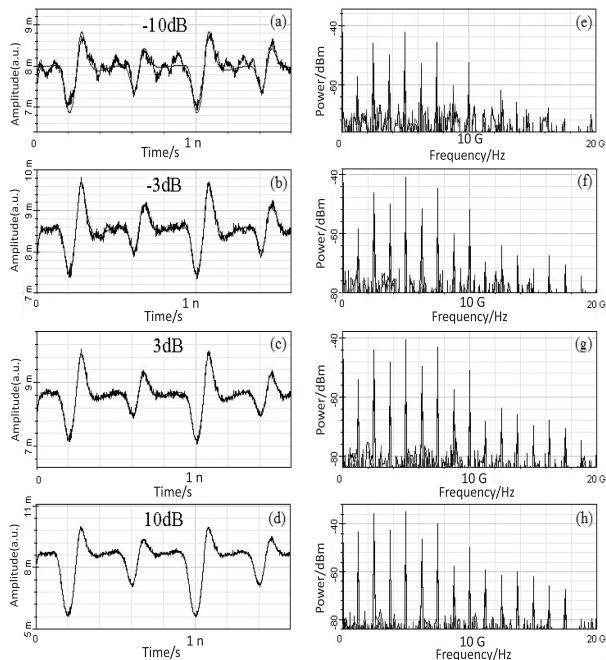 -10dB
(a)
Amplitude(a.u.)
9 m
8 m
7 m
0
1 n
Time/s
(e)
Power/dBm
-40
-60
0
10 G
20 G
Frequency/Hz
-3dB
(b)
Amplitude(a.u.)
10 m
9 m
8 m
7 m
0
1 n
Time/s
(f)
Power/dBm
-40
-60
-80
0
10 G
20 G
Frequency/Hz
3dB
(c)
Amplitude(a.u.)
9 m
7 m
0
1 n
Time/s
(g)
Power/dBm
-40
-60
-80
0
10 G
20 G
Frequency/Hz
10dB
(d)
Amplitude(a.u.)
11 m
8 m
5 m
0
1 n
Time/s
(h)
Power/dBm
-40
-60
-80
0
10 G
20 G
Frequency/Hz